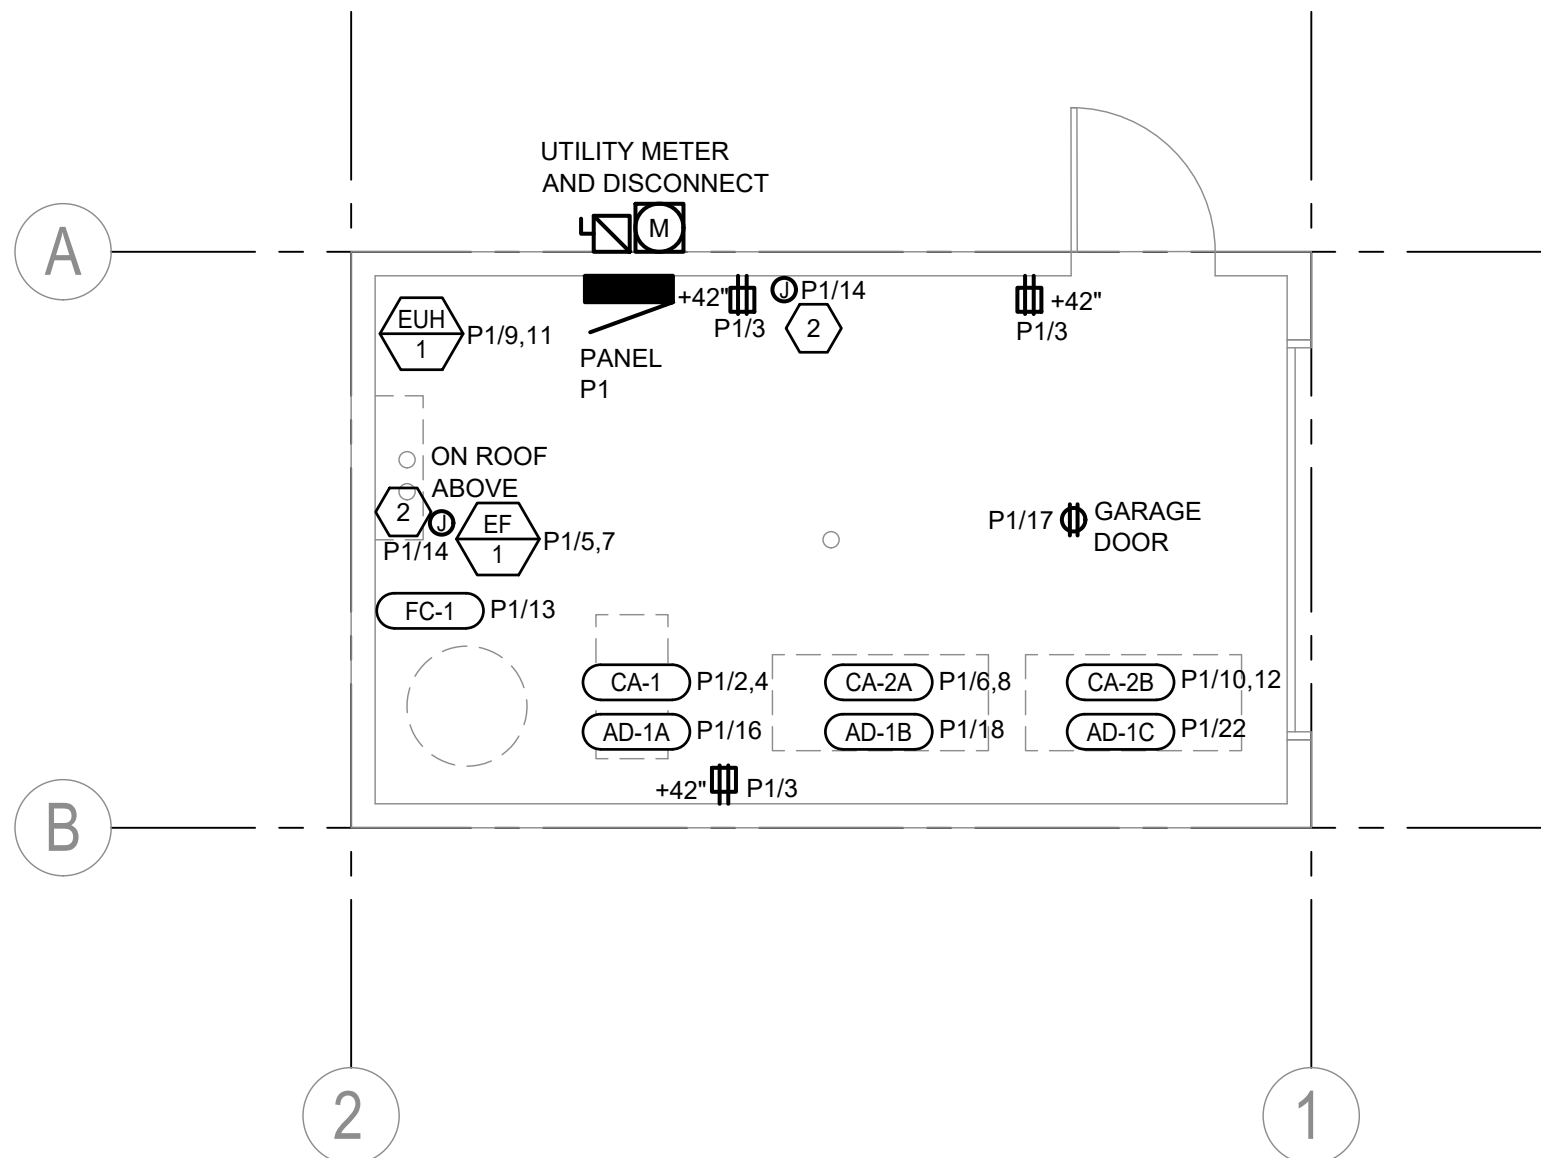 UTILITY METER
AND DISCONNECT
M
A
+42"
J
P1/14
+42"
EUH
1
P1/9,11
P1/3
2
P1/3
PANEL
P1
ON ROOF
ABOVE
2
J
P1/14
EF
1
P1/5,7
P1/17
GARAGE
DOOR
FC-1
P1/13
CA-1
P1/2,4
CA-2A
P1/6,8
CA-2B
P1/10,12
AD-1A
P1/16
AD-1B
P1/18
AD-1C
P1/22
+42"
P1/3
B
2
1